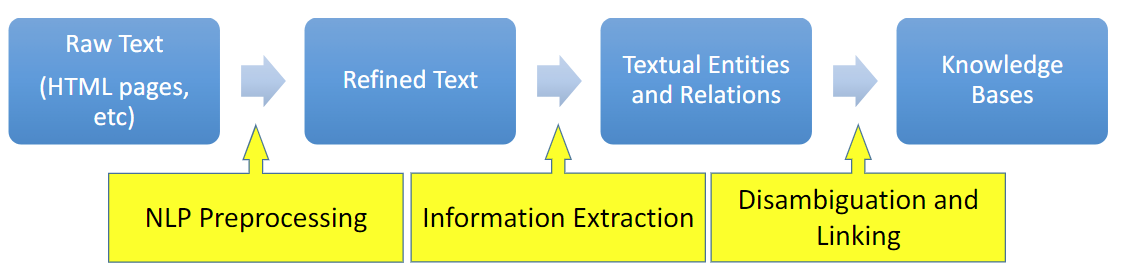 Raw Text
(HTML pages,
etc)
Refined Text
Textual Entities
and Relations
Knowledge
Bases
NLP Preprocessing
Information Extraction
Disambiguation and
Linking